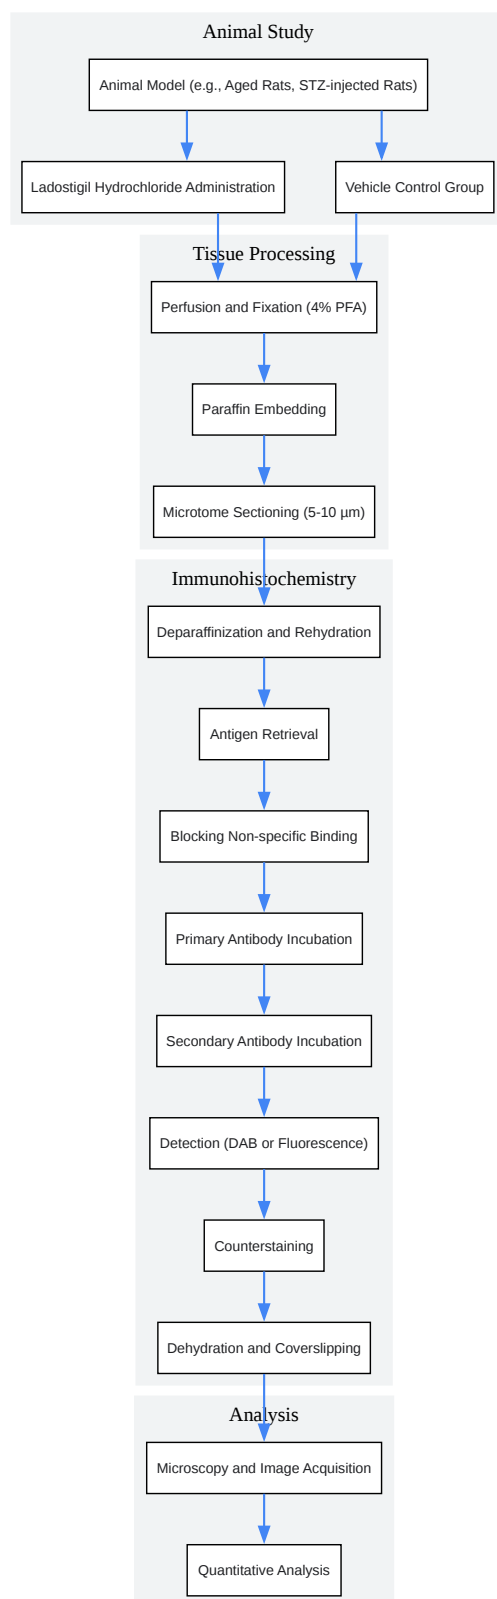 Animal Study
Animal Model (e.g., Aged Rats, STZ-injected Rats)
Ladostigil Hydrochloride Administration
Vehicle Control Group
Tissue Processing
Perfusion and Fixation (4% PFA)
Paraffin Embedding
Microtome Sectioning (5-10 µm)
Immunohistochemistry
Deparaffinization and Rehydration
Antigen Retrieval
Blocking Non-specific Binding
Primary Antibody Incubation
Secondary Antibody Incubation
Detection (DAB or Fluorescence)
Counterstaining
Dehydration and Coverslipping
Analysis
Microscopy and Image Acquisition
Quantitative Analysis